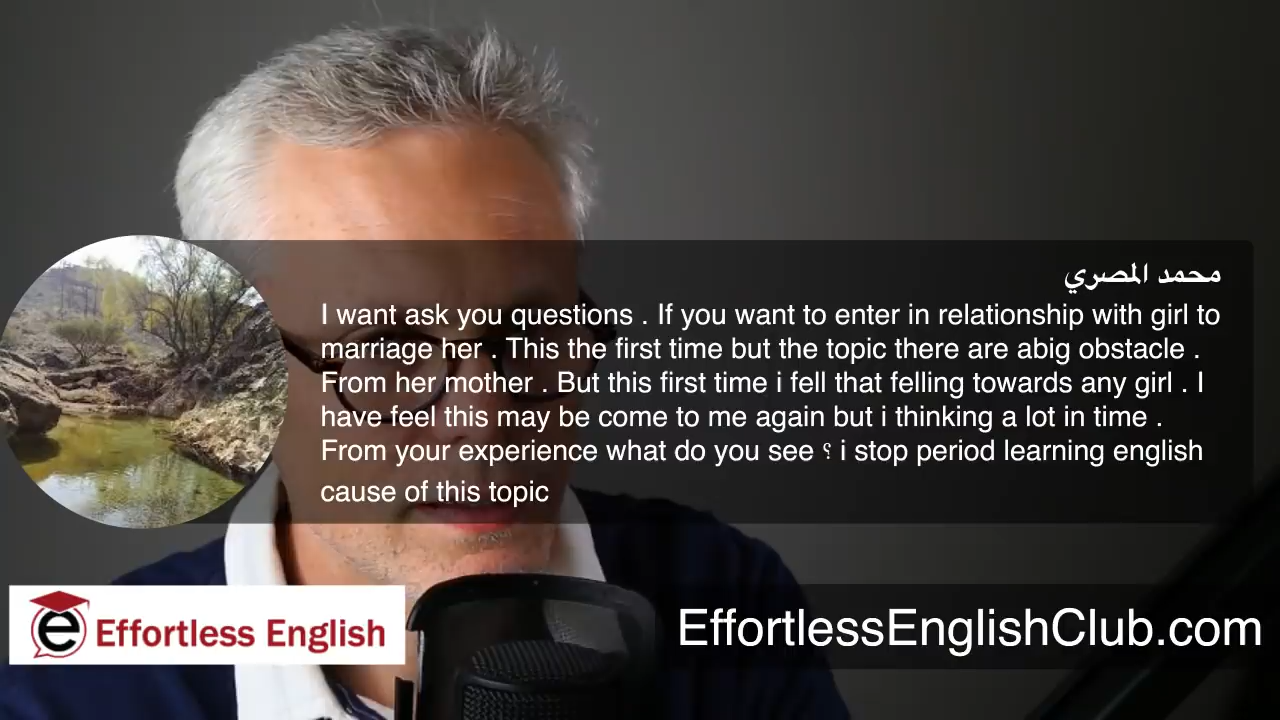 محمد المصري
I want ask you questions . If you want to enter in relationship with girl to
marriage her . This the first time but the topic there are abig obstacle .
From her mother . But this first time i fell that felling towards any girl . I
have feel this may be come to me again but i thinking a lot in time .
From your experience what do you see ؟ i stop period learning english
cause of this topic
e Effortless English
EffortlessEnglishClub.com